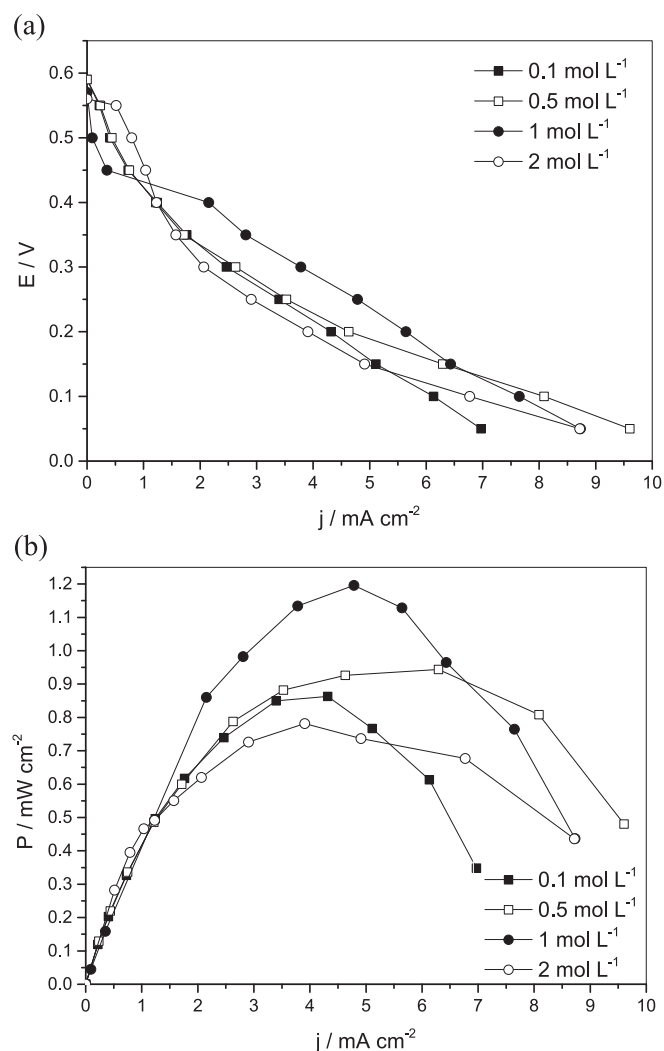 (a)
0.6
0.5
0.4
0.3
0.2
0.1
0.0
E / V
0.1 mol L⁻¹
0.5 mol L⁻¹
1 mol L⁻¹
2 mol L⁻¹
0 1 2 3 4 5 6 7 8 9 10
j / mA cm⁻²
(b)
1.2
1.1
1.0
0.9
0.8
0.7
0.6
0.5
0.4
0.3
0.2
0.1
0.0
P / mW cm⁻²
0.1 mol L⁻¹
0.5 mol L⁻¹
1 mol L⁻¹
2 mol L⁻¹
0 1 2 3 4 5 6 7 8 9 10
j / mA cm⁻²